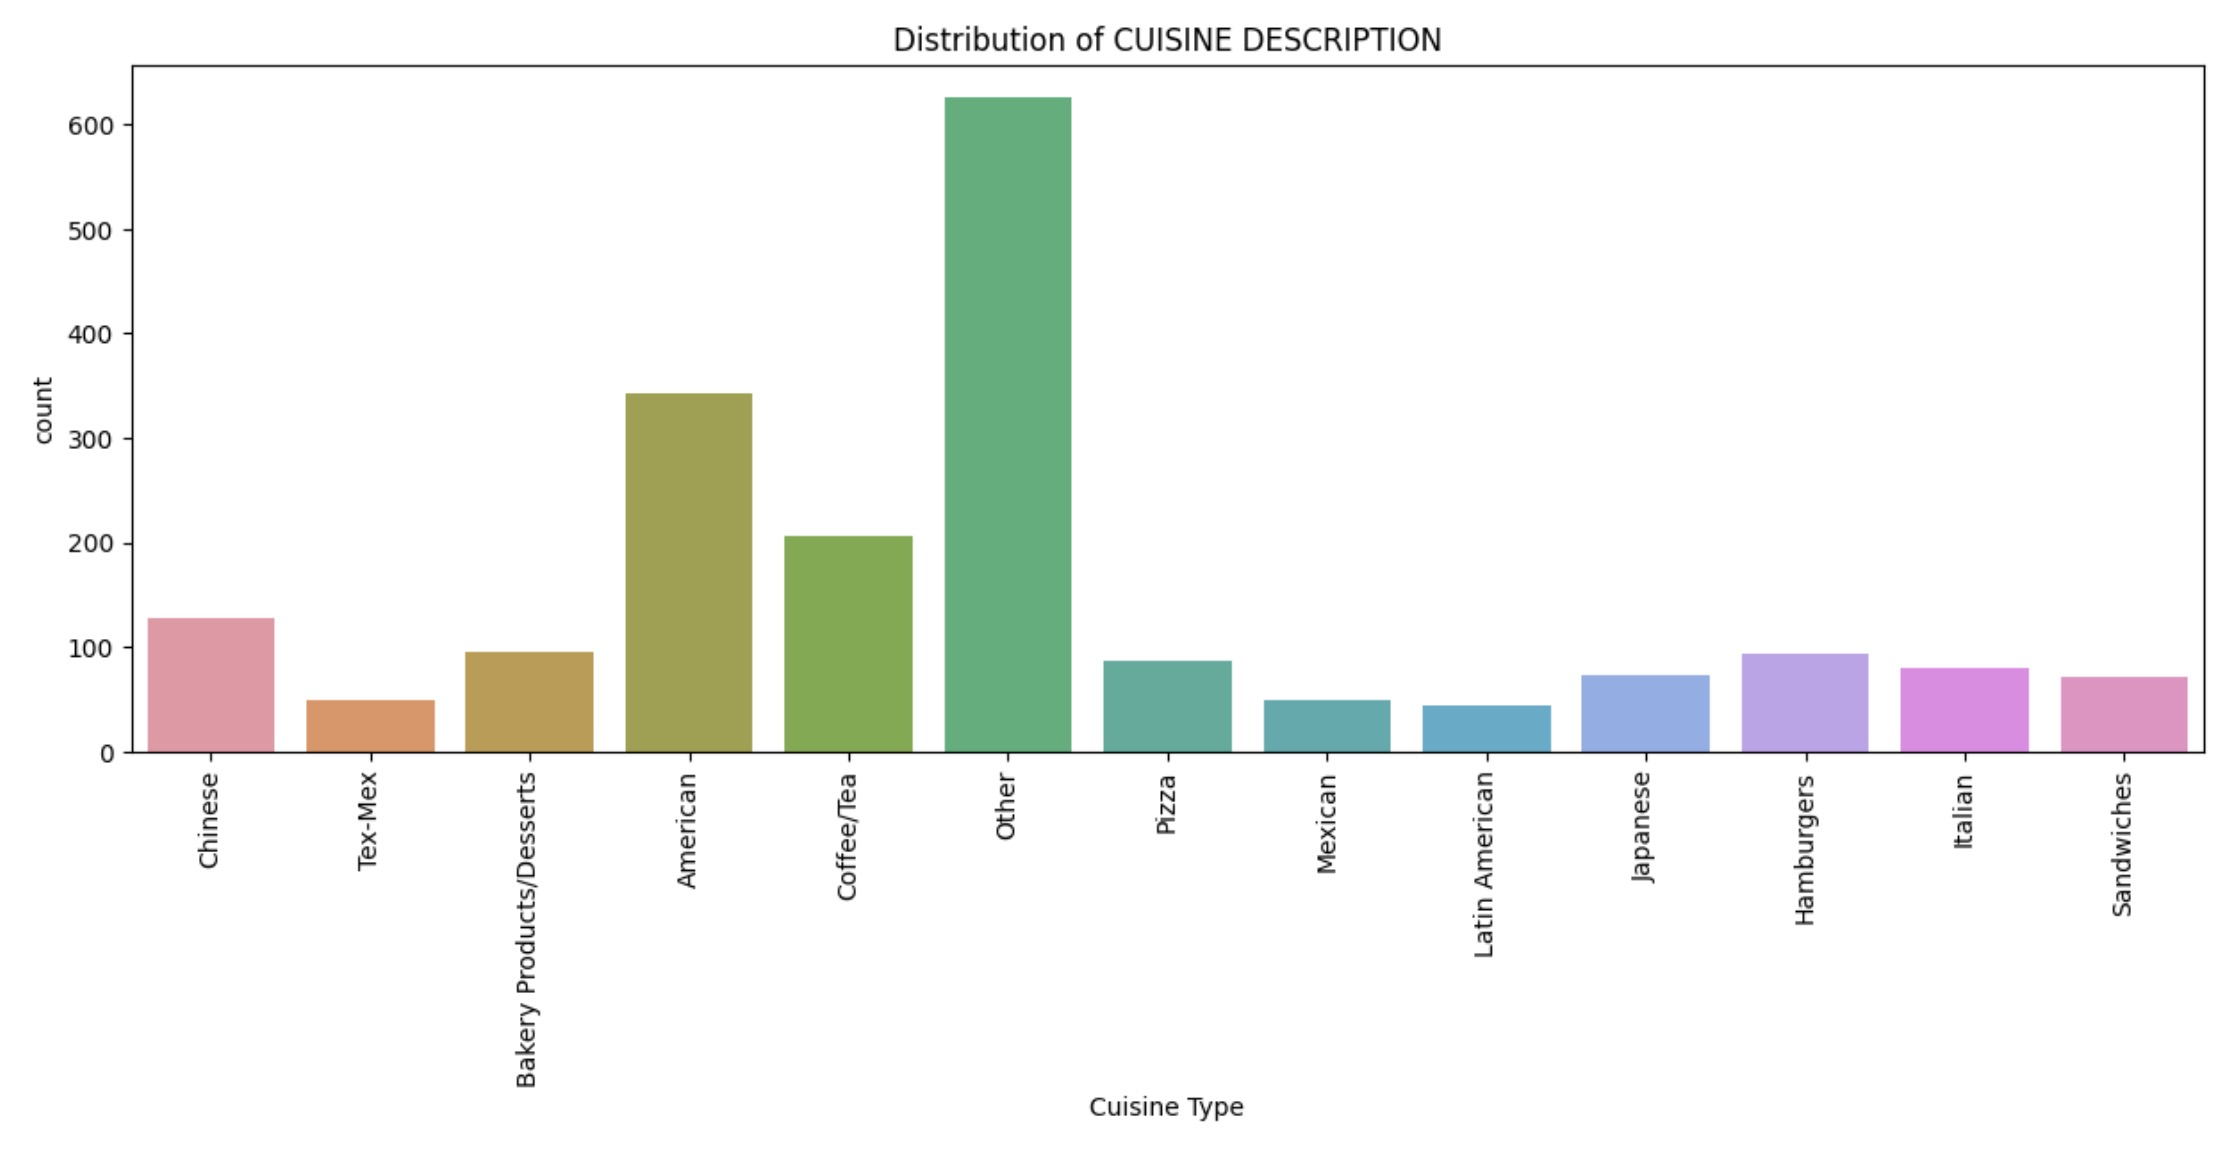 Distribution of CUISINE DESCRIPTION
count
600
500
400
300
200
100
0
Chinese
Tex-Mex
Bakery Products/Desserts
American
Coffee/Tea
Other
Pizza
Mexican
Latin American
Japanese
Hamburgers
Italian
Sandwiches
Cuisine Type